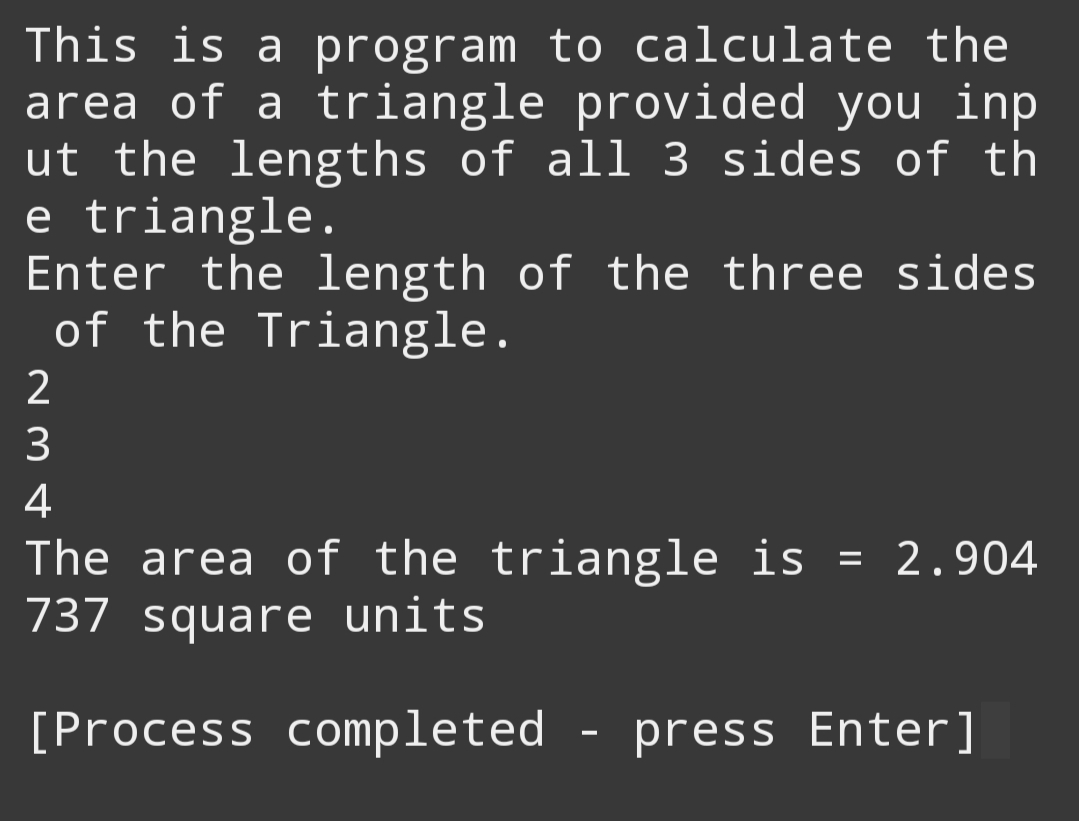 This is a program to calculate the
area of a triangle provided you inp
ut the lengths of all 3 sides of th
e triangle.
Enter the length of the three sides
 of the Triangle.
2
3
4
The area of the triangle is = 2.904
737 square units

[Process completed - press Enter]